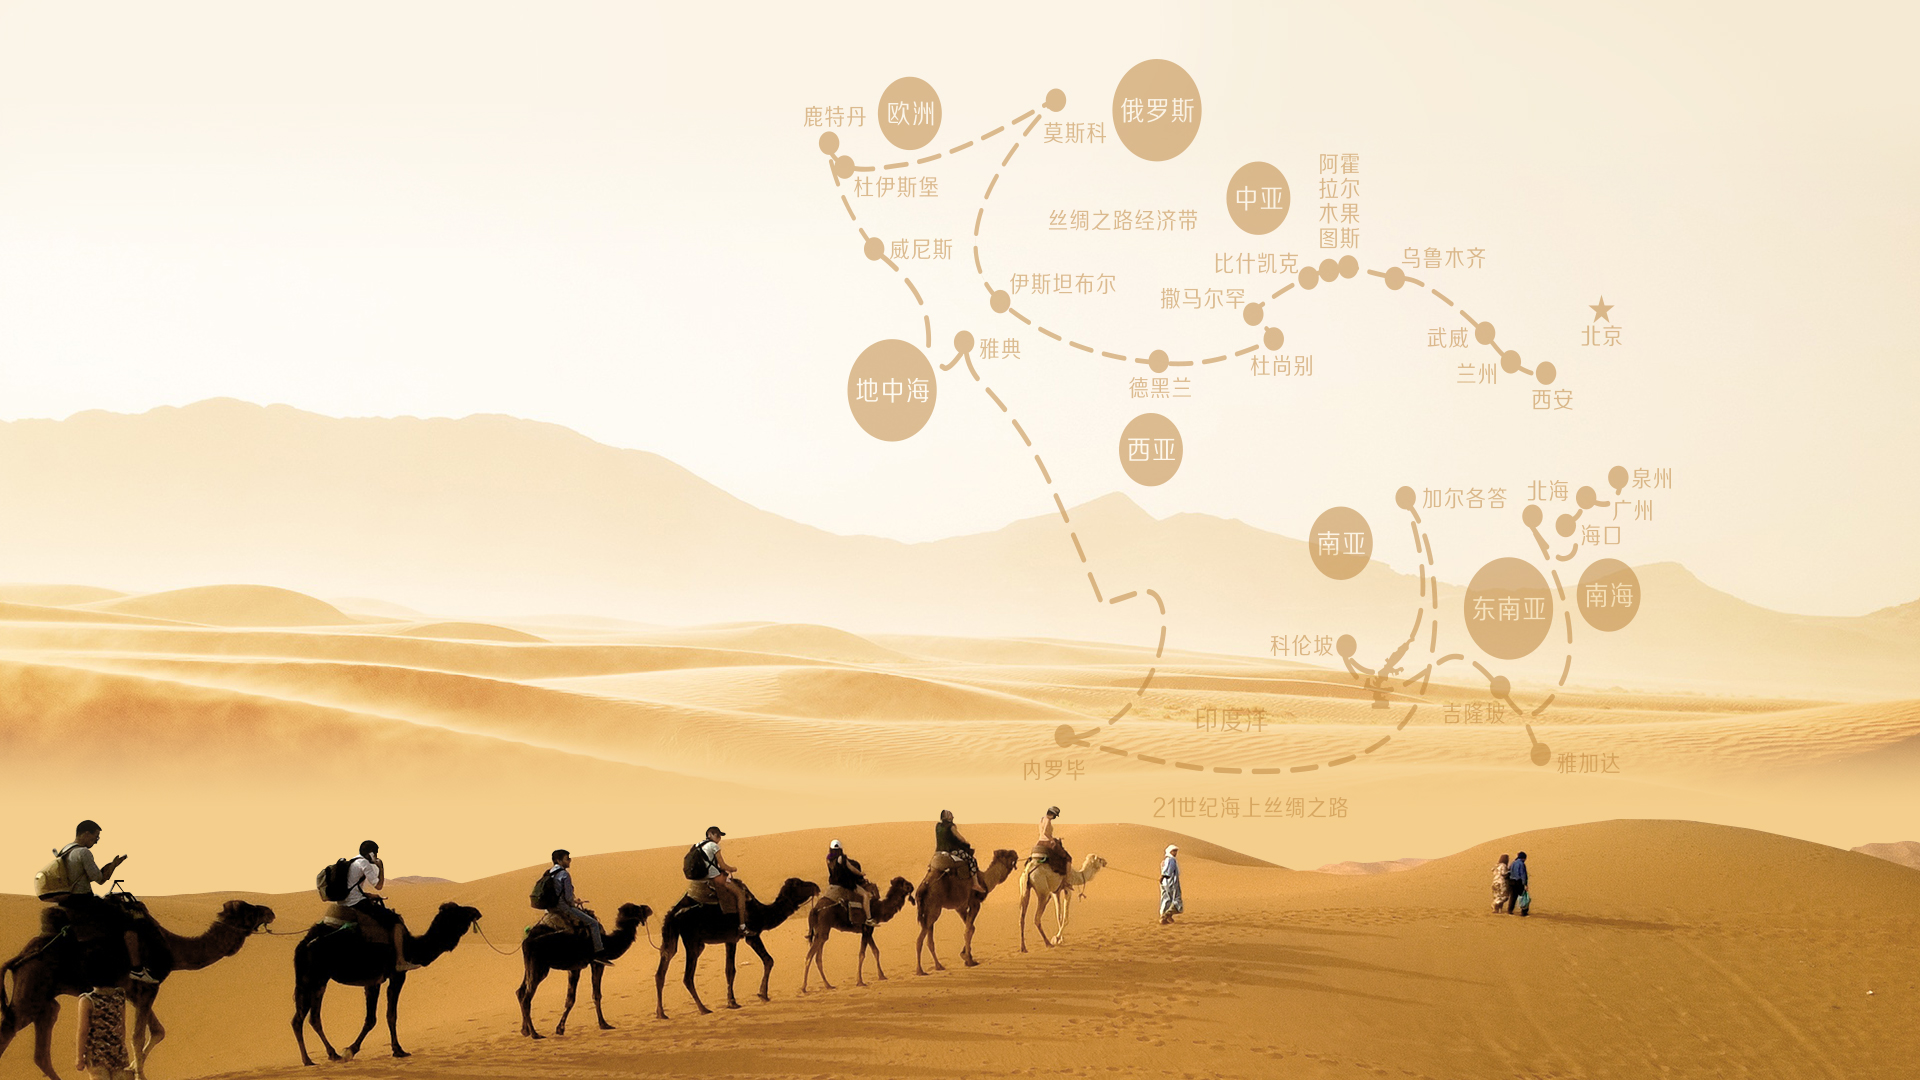 欧洲
俄罗斯
鹿特丹
莫斯科
杜伊斯堡
中亚
阿霍
拉尔
木果
图斯
丝绸之路经济带
威尼斯
乌鲁木齐
比什凯克
伊斯坦布尔
撒马尔罕
武威
北京
雅典
杜尚别
兰州
地中海
德黑兰
西安
西亚
泉州
加尔各答
北海
广州
海口
南亚
东南亚
南海
科伦坡
吉隆坡
印度洋
内罗毕
雅加达
21世纪海上丝绸之路